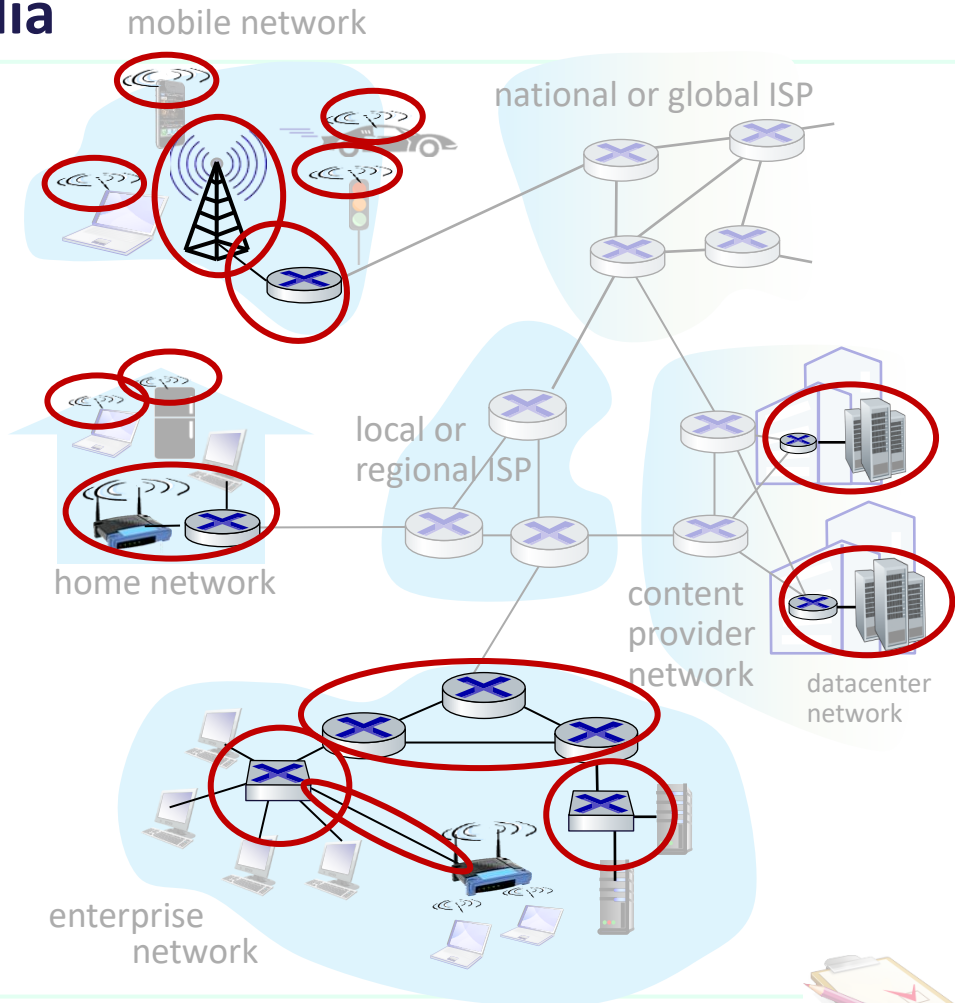 mobile network
national or global ISP
local or
regional ISP
home network
content
provider
network
datacenter
network
enterprise
network